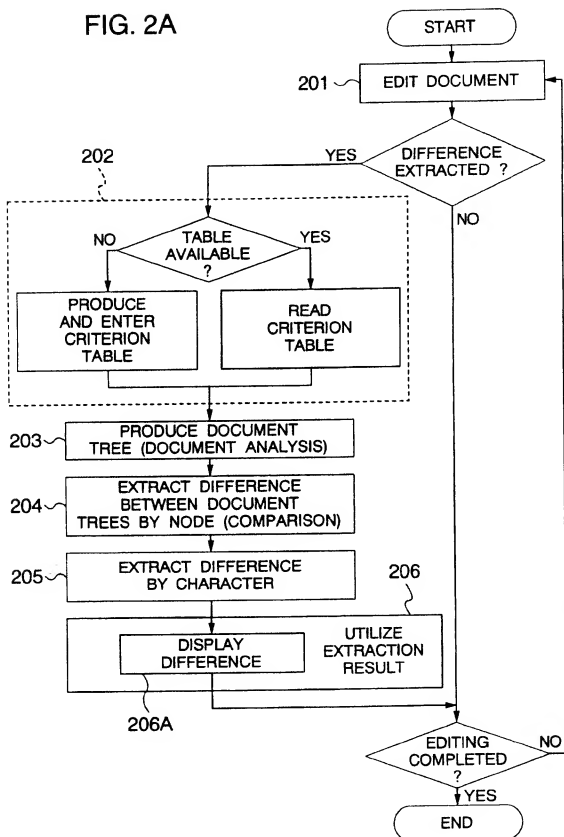 FIG. 2A
START
201
EDIT DOCUMENT
202
YES
DIFFERENCE
EXTRACTED ?
NO
NO
TABLE
AVAILABLE
?
YES
PRODUCE
AND ENTER
CRITERION
TABLE
READ
CRITERION
TABLE
203
PRODUCE DOCUMENT
TREE (DOCUMENT ANALYSIS)
204
EXTRACT DIFFERENCE
BETWEEN DOCUMENT
TREES BY NODE (COMPARISON)
205
EXTRACT DIFFERENCE
BY CHARACTER
206
DISPLAY
DIFFERENCE
UTILIZE
EXTRACTION
RESULT
206A
EDITING
COMPLETED
?
NO
YES
END